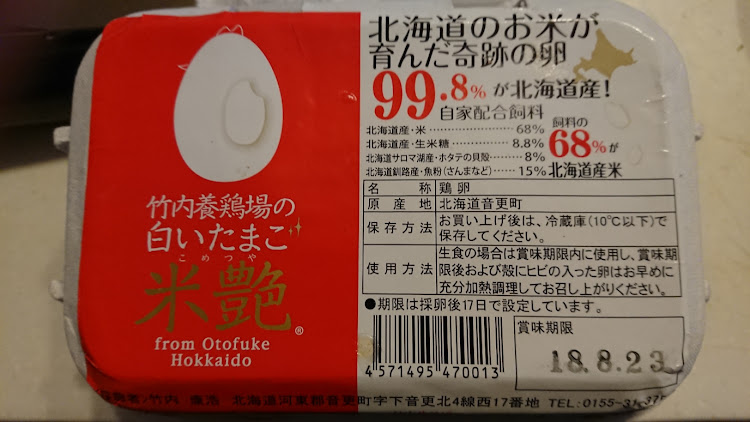 竹内養鶏場の
白いたまご
こめつや
米艶®
from Otofuke
Hokkaido
北海道のお米が
育んだ奇跡の卵
99.8%が北海道産!
自家配合飼料
北海道産・米 68%
北海道産・生米糖 8.8%
北海道サロマ湖産・ホタテの貝殻 8%
北海道釧路産・魚粉(さんまなど) 15%
飼料の
68%が
北海道産米
名称 鶏卵
原産地 北海道音更町
保存方法 お買い上げ後は、冷蔵庫(10℃以下)で
保存してください。
使用方法 生食の場合は賞味期限内に使用し、賞味期
限後および殻にヒビの入った卵はお早めに
充分加熱調理してお召し上がりください。
●期限は採卵後17日で設定しています。
4571495470013
賞味期限
18.8.23
竹内 北海道河東郡音更町字下音更北4線西17番地 TEL:0155-31